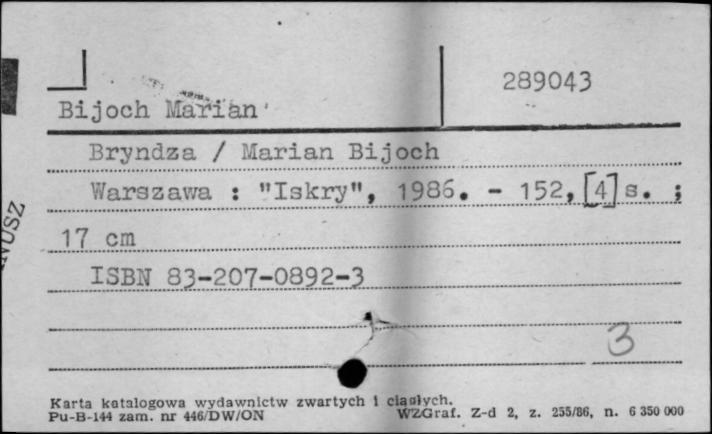 289043
Bijoch Marian
Bryndza / Marian Bijoch
Warszawa : "Iskry", 1986. - 152,[4]s. ;
17 cm
ISBN 83-207-0892-3
3
Karta katalogowa wydawnictw zwartych i ciągłych.
Pu-B-144 zam. nr 446/DW/ON WZGraf. Z-d 2, z. 255/86, n. 6 350 000